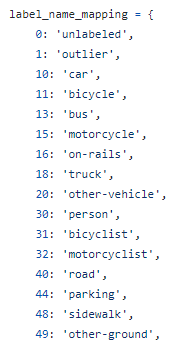 label_name_mapping = {
0: 'unlabeled',
1: 'outlier',
10: 'car',
11: 'bicycle',
13: 'bus',
15: 'motorcycle',
16: 'on-rails',
18: 'truck',
20: 'other-vehicle',
30: 'person',
31: 'bicyclist',
32: 'motorcyclist',
40: 'road',
44: 'parking',
48: 'sidewalk',
49: 'other-ground',